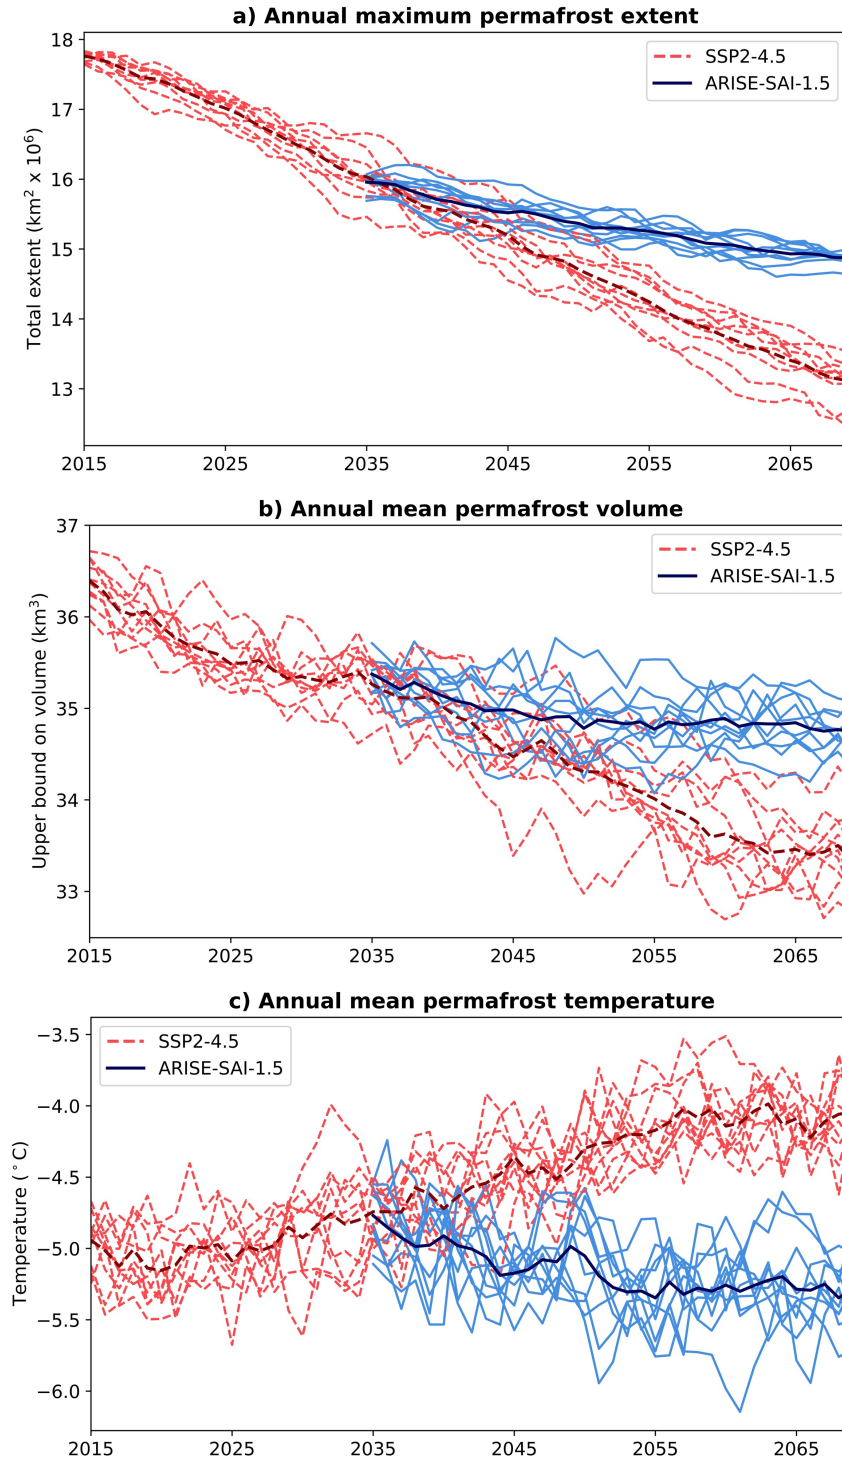 a) Annual maximum permafrost extent
18
17
16
15
14
13
Total extent (km² x 10⁶)
SSP2-4.5
ARISE-SAI-1.5
2015 2025 2035 2045 2055 2065
b) Annual mean permafrost volume
37
36
35
34
33
Upper bound on volume (km³)
SSP2-4.5
ARISE-SAI-1.5
2015 2025 2035 2045 2055 2065
c) Annual mean permafrost temperature
−3.5
−4.0
−4.5
−5.0
−5.5
−6.0
Temperature (°C)
SSP2-4.5
ARISE-SAI-1.5
2015 2025 2035 2045 2055 2065